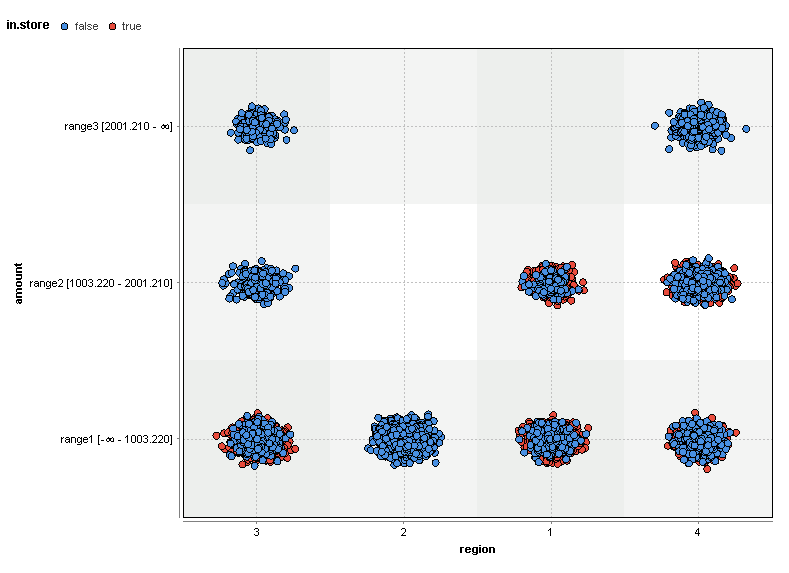 in.store false true
range3 [2001.210 - ∞]
range2 [1003.220 - 2001.210]
range1 [-∞ - 1003.220]
amount
3 2 1 4
region